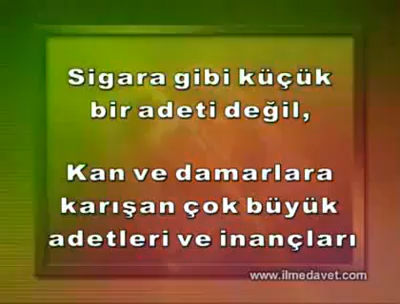 Sigara gibi küçük
bir adeti değil,
Kan ve damarlara
karışan çok büyük
adetleri ve inançları
www.ilmedavet.com